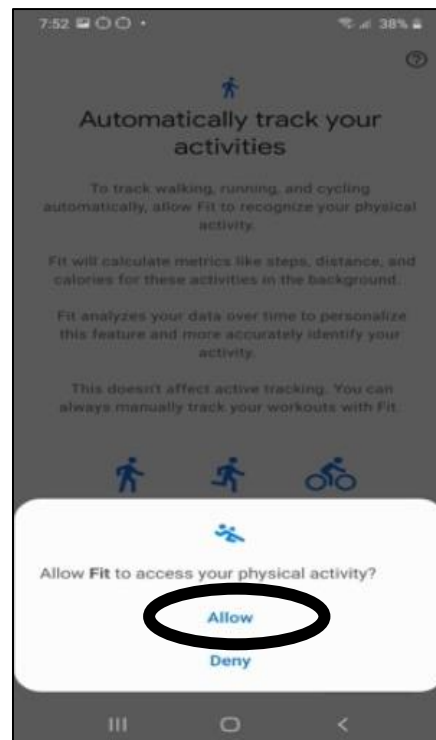 7:52
38%
Automatically track your
activities
To track walking, running, and cycling
automatically, allow Fit to recognize your physical
activity.
Fit will calculate metrics like steps, distance, and
calories for these activities in the background.
Fit analyzes your data over time to personalize
this feature and more accurately identify your
activity.
This doesn't affect active tracking. You can
always manually track your workouts with Fit.
Allow Fit to access your physical activity?
Allow
Deny